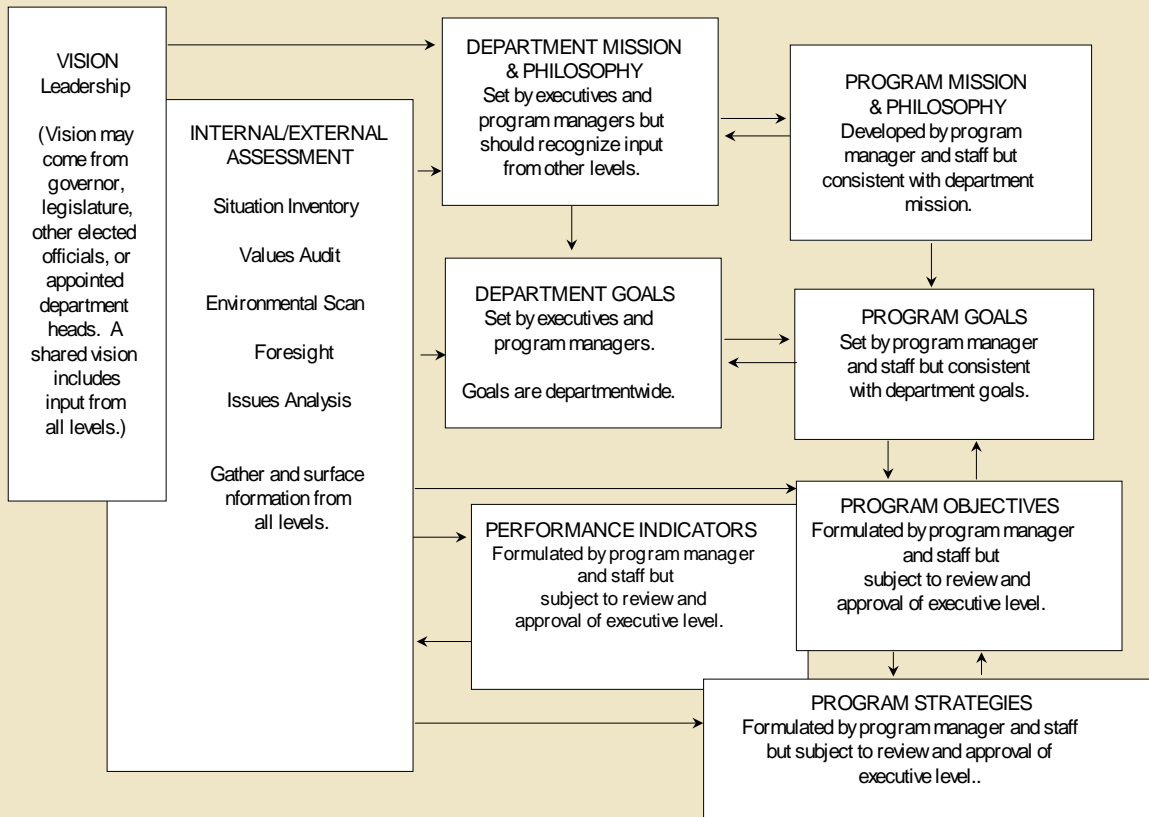 VISION
Leadership
(Vision may
come from
governor,
legislature,
other elected
officials, or
appointed
department
heads. A
shared vision
includes
input from
all levels.)
INTERNAL/EXTERNAL
ASSESSMENT
Situation Inventory
Values Audit
Environmental Scan
Foresight
Issues Analysis
Gather and surface
nformation from
all levels.
DEPARTMENT MISSION
& PHILOSOPHY
Set by executives and
program managers but
should recognize input
from other levels.
PROGRAM MISSION
& PHILOSOPHY
Developed by program
manager and staff but
consistent with department
mission.
DEPARTMENT GOALS
Set by executives and
program managers.
Goals are departmentwide.
PROGRAM GOALS
Set by program manager
and staff but consistent
with department goals.
PERFORMANCE INDICATORS
Formulated by program manager
and staff but
subject to review and
approval of executive level.
PROGRAM OBJECTIVES
Formulated by program manager
and staff but
subject to review and
approval of executive level.
PROGRAM STRATEGIES
Formulated by program manager and staff
but subject to review and approval of
executive level..